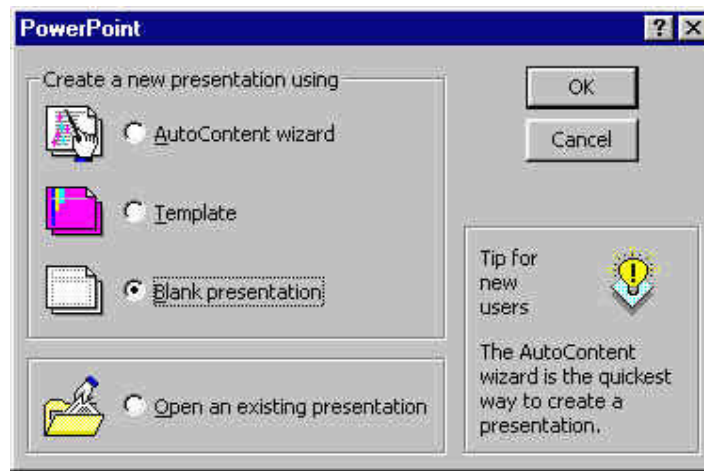 PowerPoint
Create a new presentation using
AutoContent wizard
Template
Blank presentation
Open an existing presentation
OK
Cancel
Tip for
new
users
The AutoContent
wizard is the quickest
way to create a
presentation.